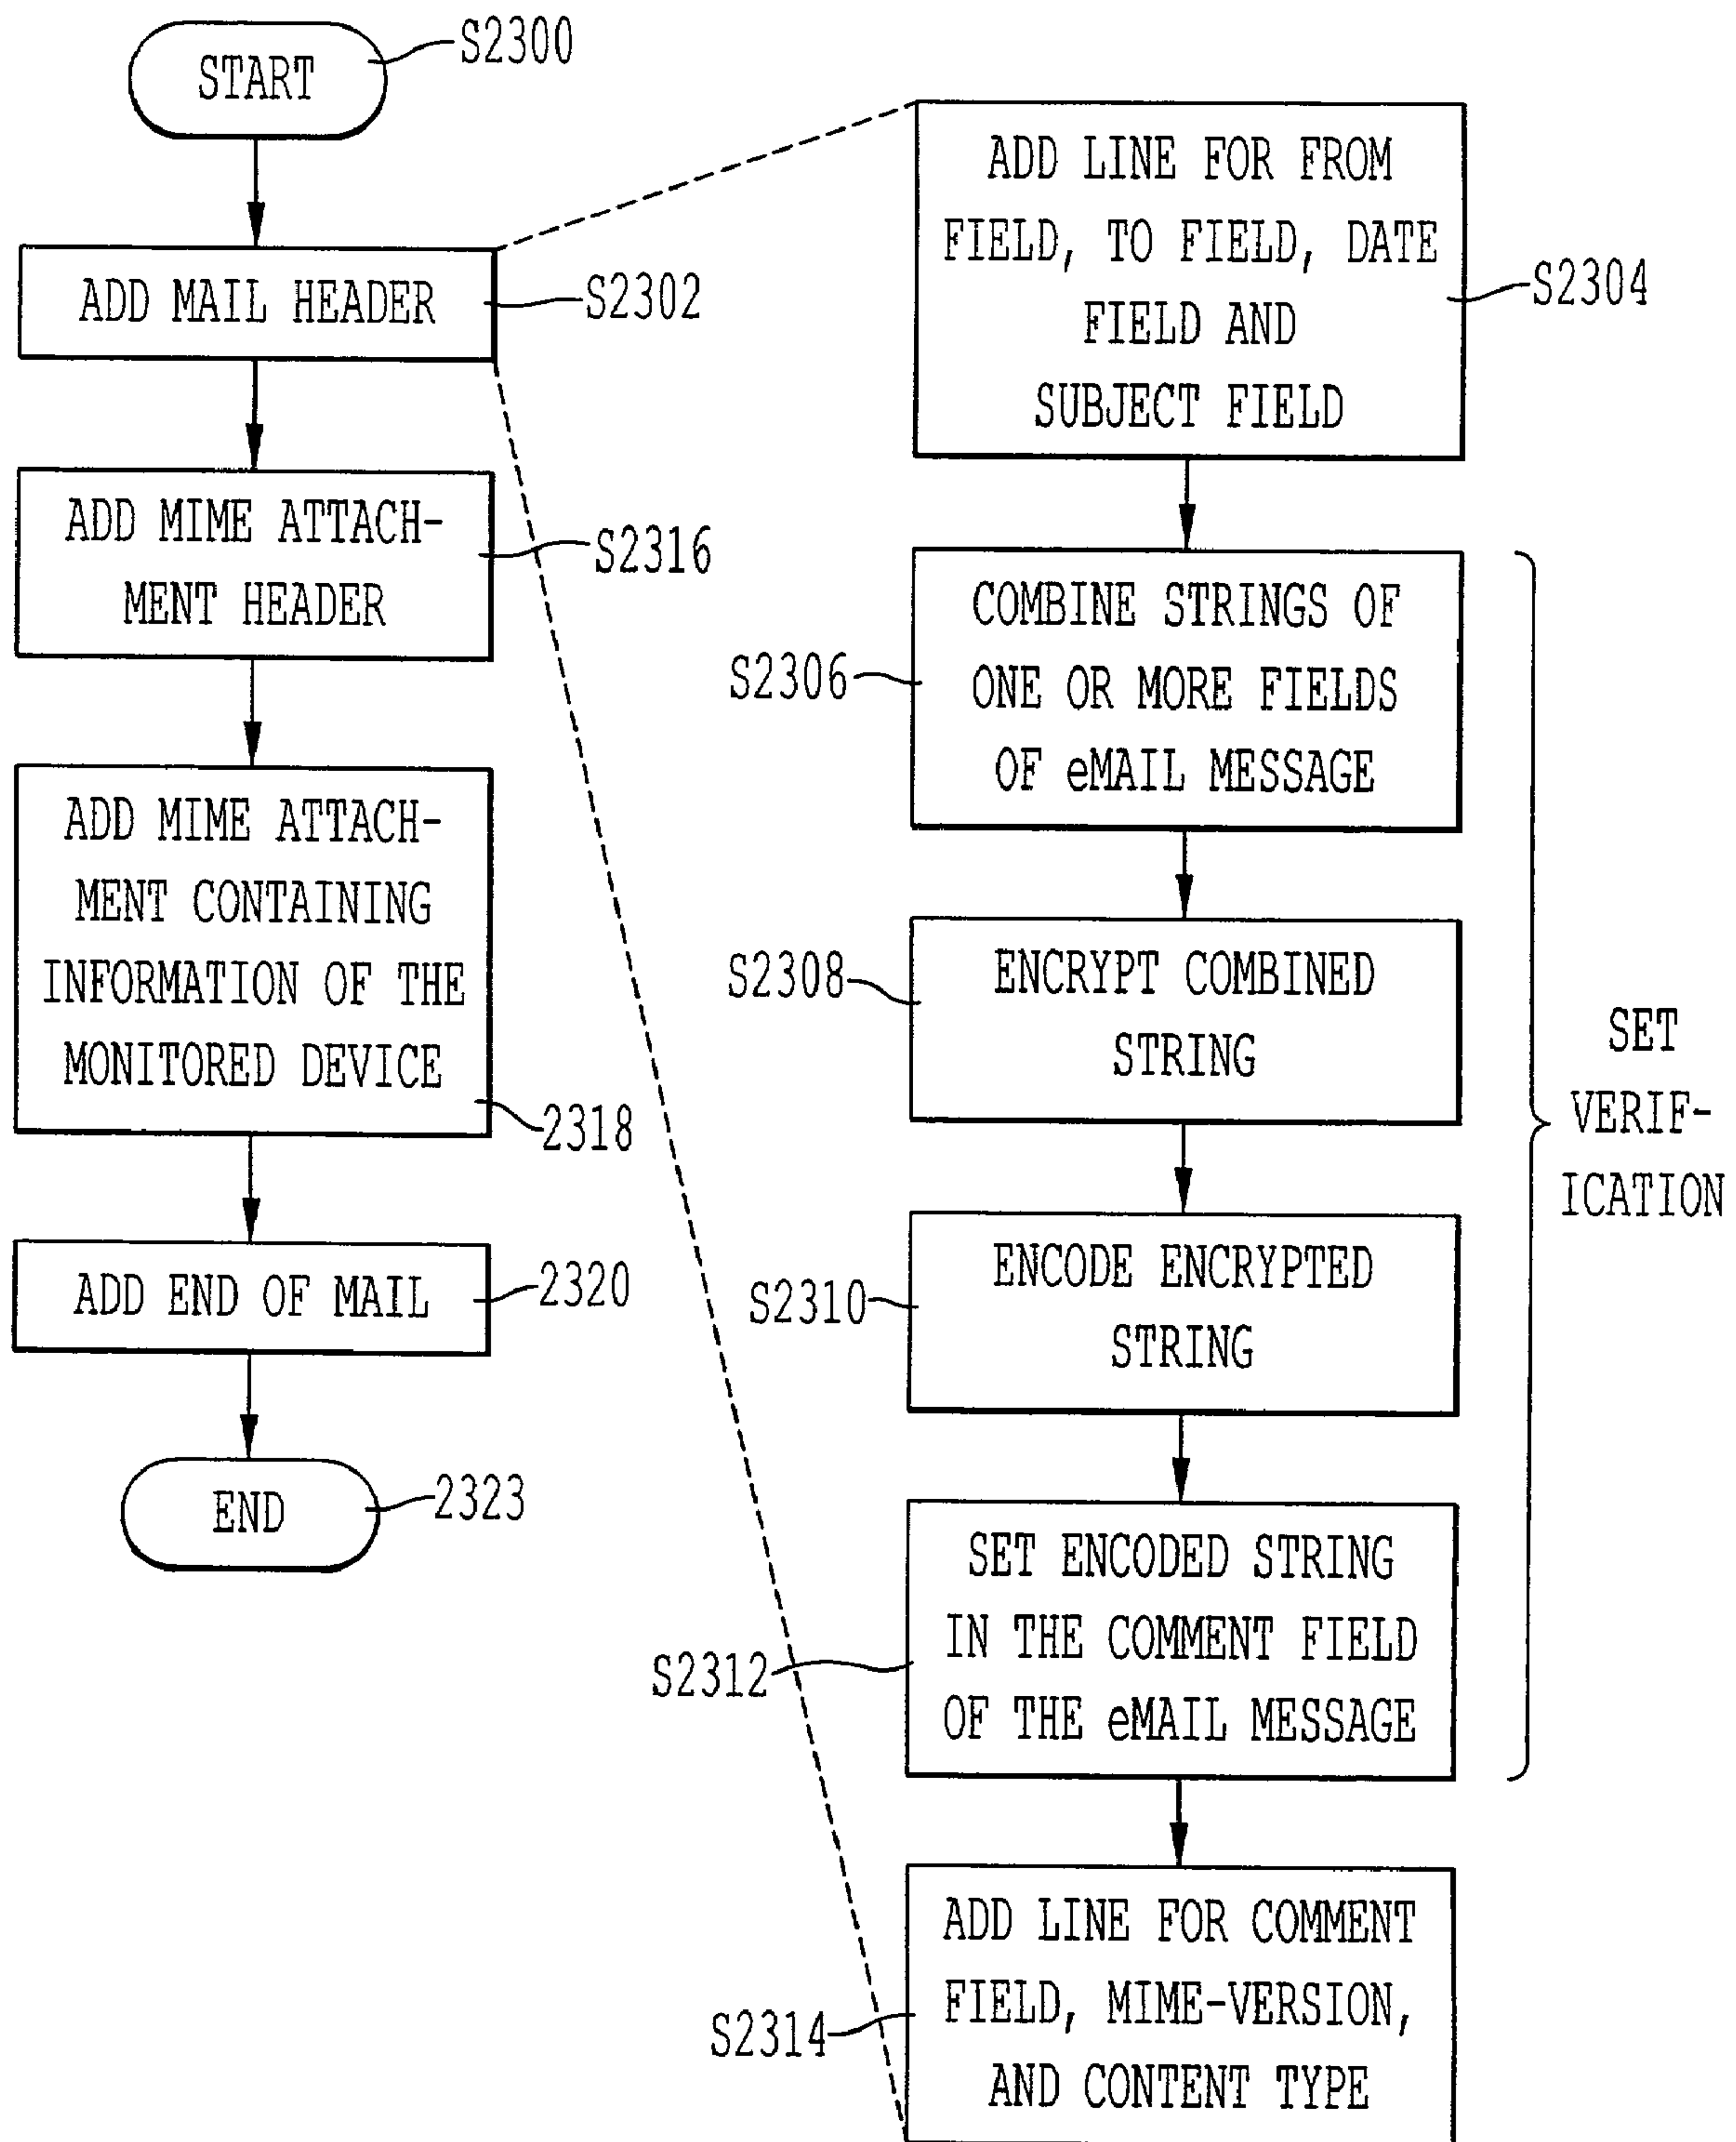 START
S2300
ADD MAIL HEADER
S2302
ADD MIME ATTACH-
MENT HEADER
S2316
ADD MIME ATTACH-
MENT CONTAINING
INFORMATION OF THE
MONITORED DEVICE
2318
ADD END OF MAIL
2320
END
2323
ADD LINE FOR FROM
FIELD, TO FIELD, DATE
FIELD AND
SUBJECT FIELD
S2304
COMBINE STRINGS OF
ONE OR MORE FIELDS
OF eMAIL MESSAGE
S2306
ENCRYPT COMBINED
STRING
S2308
ENCODE ENCRYPTED
STRING
S2310
SET ENCODED STRING
IN THE COMMENT FIELD
OF THE eMAIL MESSAGE
S2312
SET
VERIF-
ICATION
ADD LINE FOR COMMENT
FIELD, MIME-VERSION,
AND CONTENT TYPE
S2314